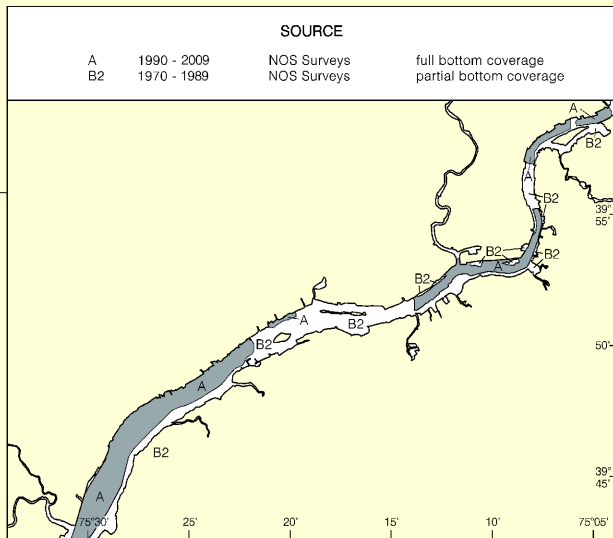 SOURCE
A 1990 - 2009 NOS Surveys full bottom coverage
B2 1970 - 1989 NOS Surveys partial bottom coverage
A
B2
A
B2
39°
55'
B2
B2
A
B2
A
B2
B2
50'
A
B2
39°
45'
A
75°30' 25' 20' 15' 10' 75°05'